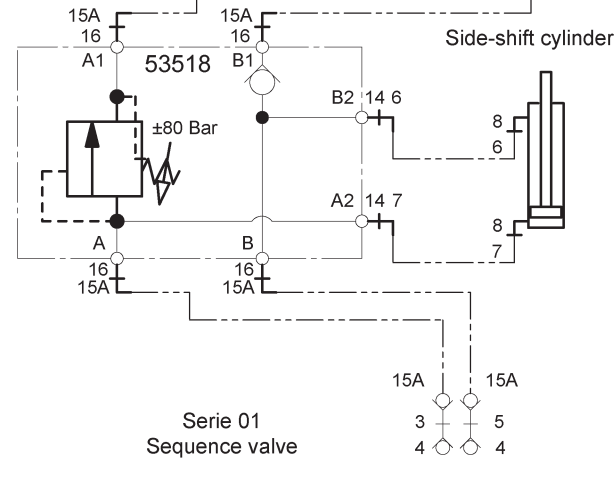 15A
15A
16
16
Side-shift cylinder
A1
53518
B1
B2
14
6
8
±80 Bar
6
A2
14
7
8
A
B
7
16
16
15A
15A
15A
15A
3
5
Serie 01
4
4
Sequence valve